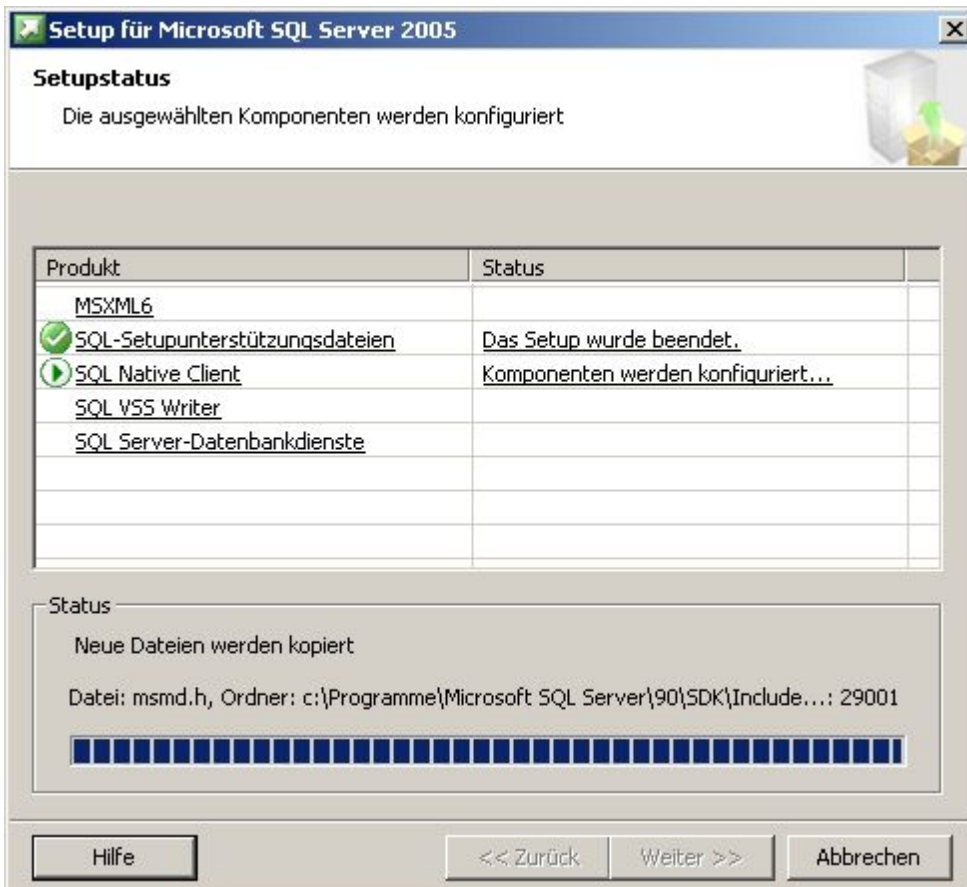 Setup für Microsoft SQL Server 2005
Setupstatus
Die ausgewählten Komponenten werden konfiguriert
Produkt Status
MSXML6
SQL-Setupunterstützungsdateien Das Setup wurde beendet.
SQL Native Client Komponenten werden konfiguriert...
SQL VSS Writer
SQL Server-Datenbankdienste
Status
Neue Dateien werden kopiert
Datei: msmd.h, Ordner: c:\Programme\Microsoft SQL Server\90\SDK\Include...: 29001
Hilfe << Zurück Weiter >> Abbrechen